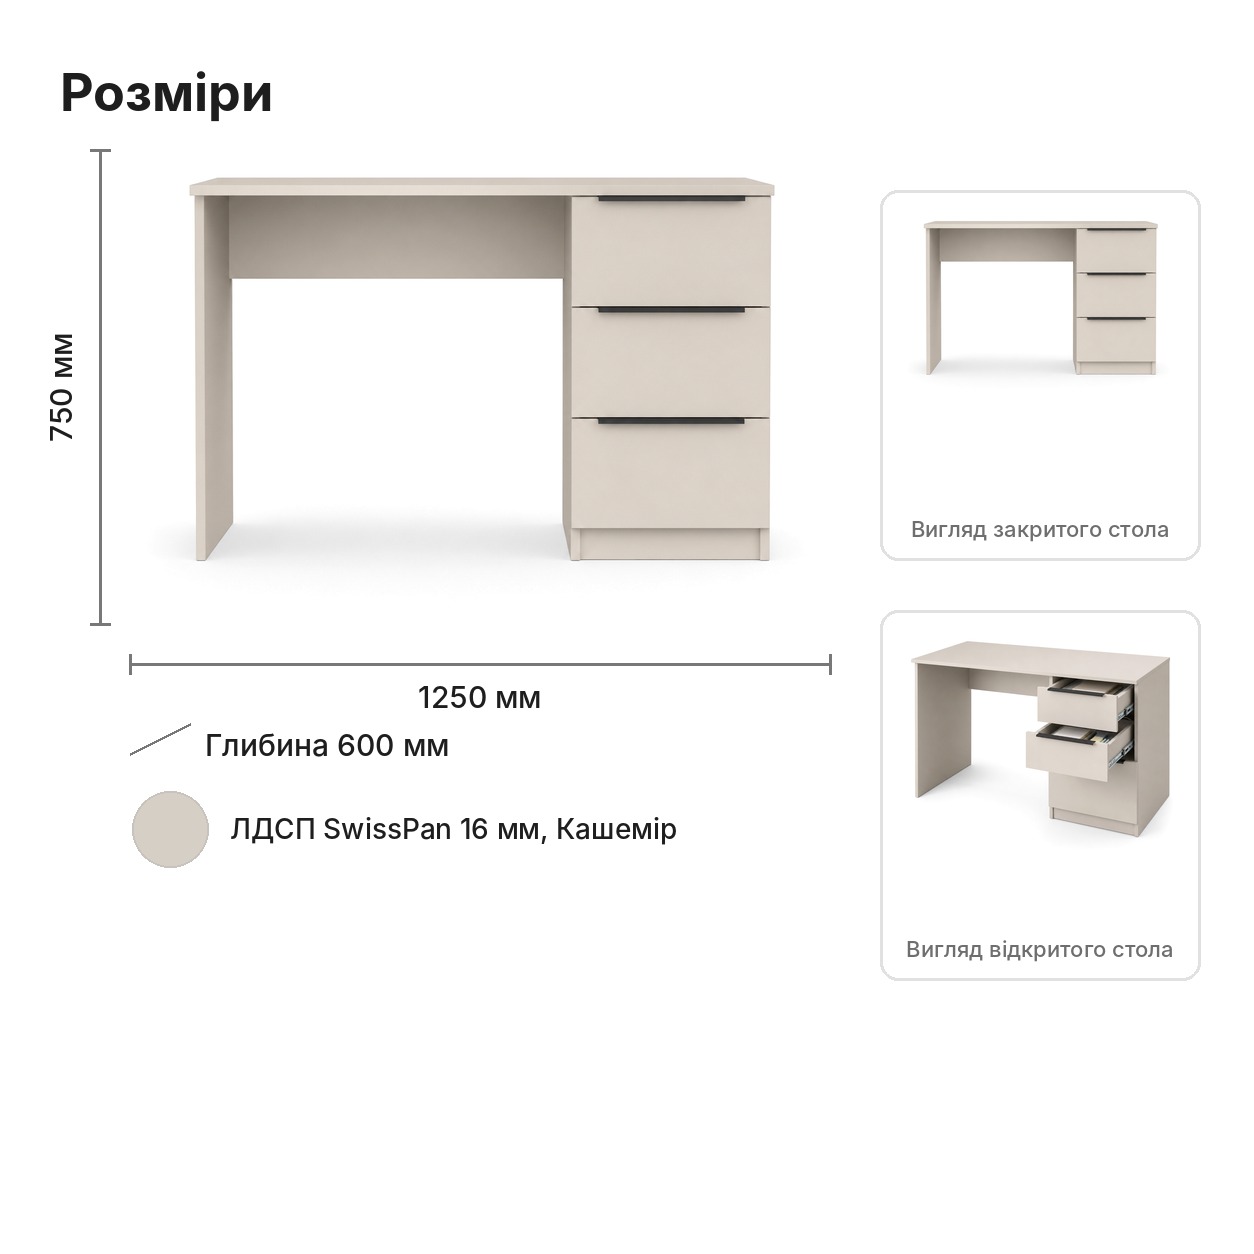 Розміри
750 мм
1250 мм
Глибина 600 мм
ЛДСП SwissPan 16 мм, Кашемір
Вигляд закритого стола
Вигляд відкритого стола